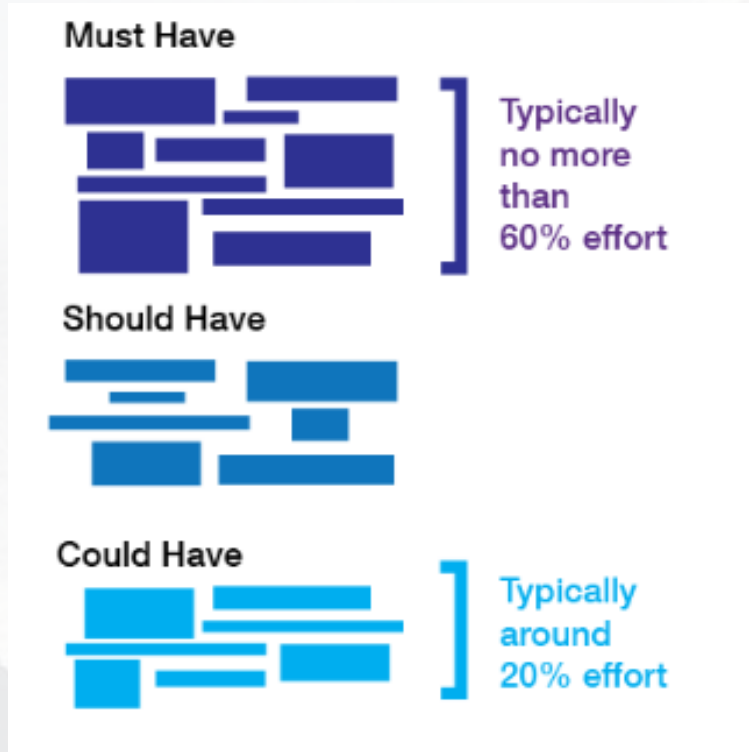 Must Have
Typically
no more
than
60% effort
Should Have
Could Have
Typically
around
20% effort